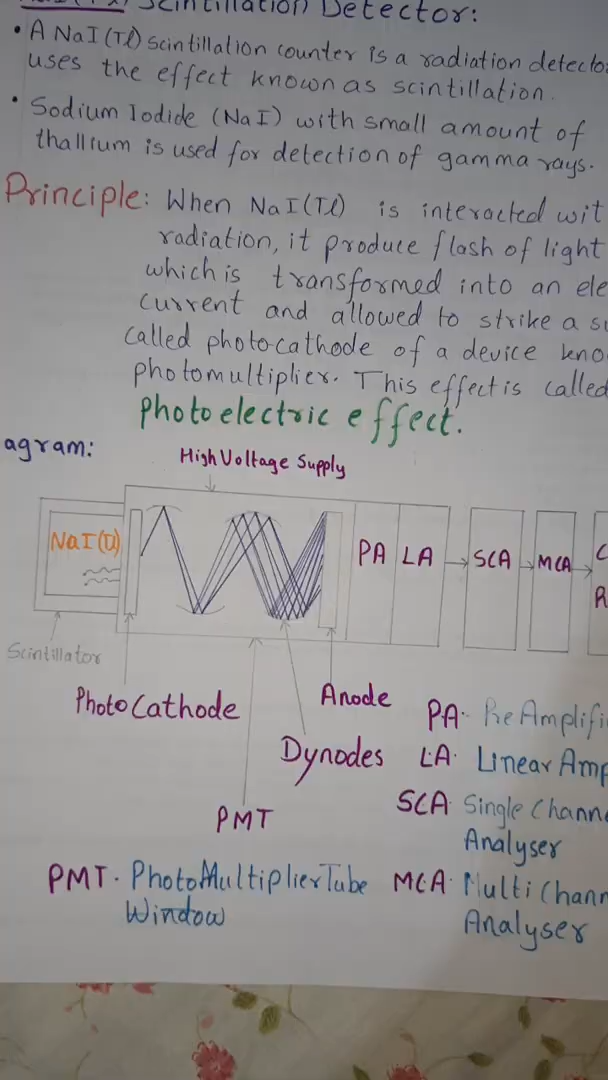 Scintillation Detector:
• A NaI(Tl) scintillation counter is a radiation detecto
uses the effect known as scintillation.
• Sodium Iodide (NaI) with small amount of
thallium is used for detection of gamma rays.
Principle: When NaI(Tl) is interacted wit
radiation, it produce flash of light
which is transformed into an ele
current and allowed to strike a su
called photo-cathode of a device kno
photomultiplier. This effect is called
photoelectric effect.
agram:
High Voltage Supply
NaI(Tl)
PA LA SCA MCA C
R
Scintillator
PhotoCathode
Anode
Dynodes
PMT
PA. PreAmplifi
LA. Linear Amp
SCA. Single Channe
Analyser
PMT. PhotoMultiplierTube
Window
MCA. Multi Chann
Analyser